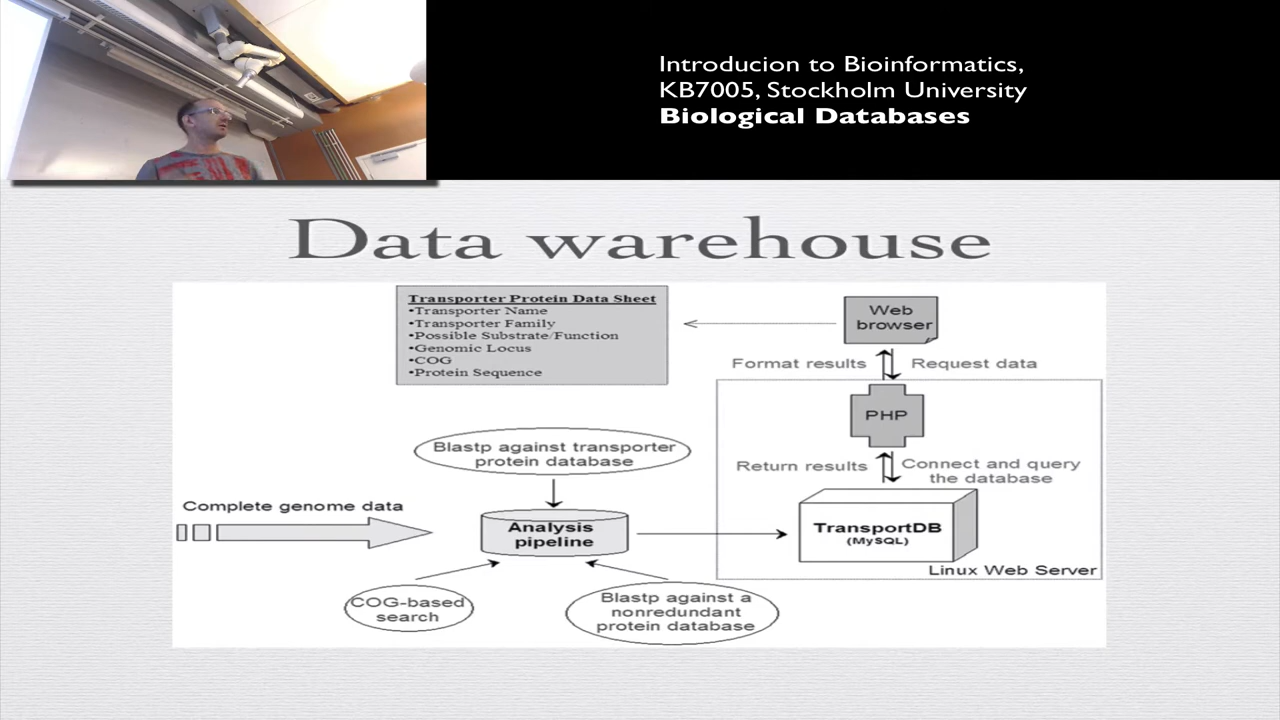 Introducion to Bioinformatics,
KB7005, Stockholm University
Biological Databases
Data warehouse
Transporter Protein Data Sheet
•Transporter Name
•Transporter Family
•Possible Substrate/Function
•Genomic Locus
•COG
•Protein Sequence
Web
browser
Format results
Request data
PHP
Return results
Connect and query
the database
Blastp against transporter
protein database
Complete genome data
Analysis
pipeline
TransportDB
(MySQL)
Linux Web Server
COG-based
search
Blastp against a
nonredundant
protein database